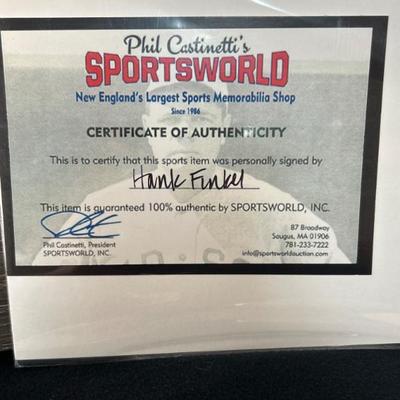 Phil Castinetti's
SPORTSWORLD
New England's Largest Sports Memorabilia Shop
Since 1986
CERTIFICATE OF AUTHENTICITY
This is to certify that this sports item was personally signed by
Hank Finkel
This item is guaranteed 100% authentic by SPORTSWORLD, INC.
Phil Castinetti, President
SPORTSWORLD, INC.
87 Broadway
Saugus, MA 01906
781-233-7222
info@sportsworldauction.com